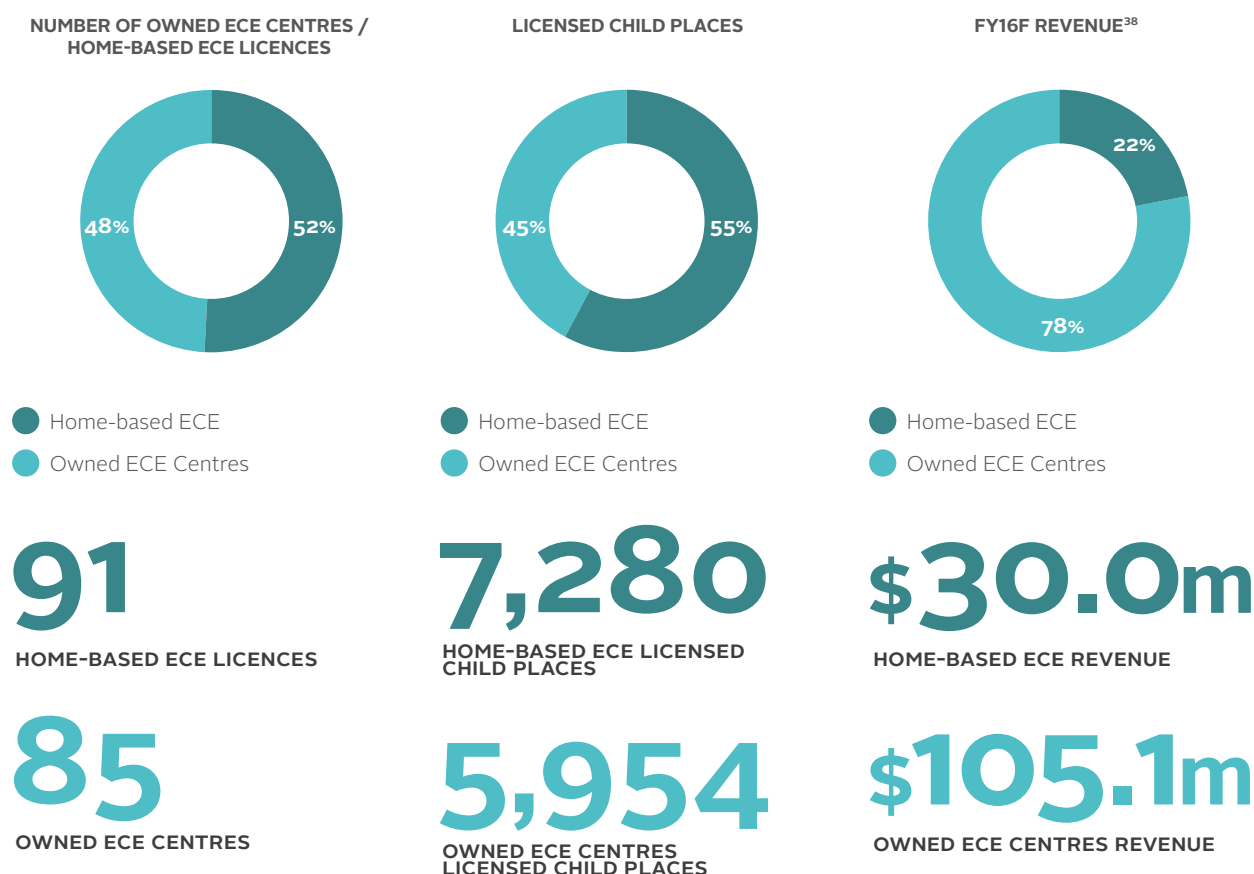 NUMBER OF OWNED ECE CENTRES /
HOME-BASED ECE LICENCES
48%
52%
Home-based ECE
Owned ECE Centres
91
HOME-BASED ECE LICENCES
85
OWNED ECE CENTRES
LICENSED CHILD PLACES
45%
55%
Home-based ECE
Owned ECE Centres
7,280
HOME-BASED ECE LICENSED
CHILD PLACES
5,954
OWNED ECE CENTRES
LICENSED CHILD PLACES
FY16F REVENUE³⁸
22%
78%
Home-based ECE
Owned ECE Centres
$30.0m
HOME-BASED ECE REVENUE
$105.1m
OWNED ECE CENTRES REVENUE